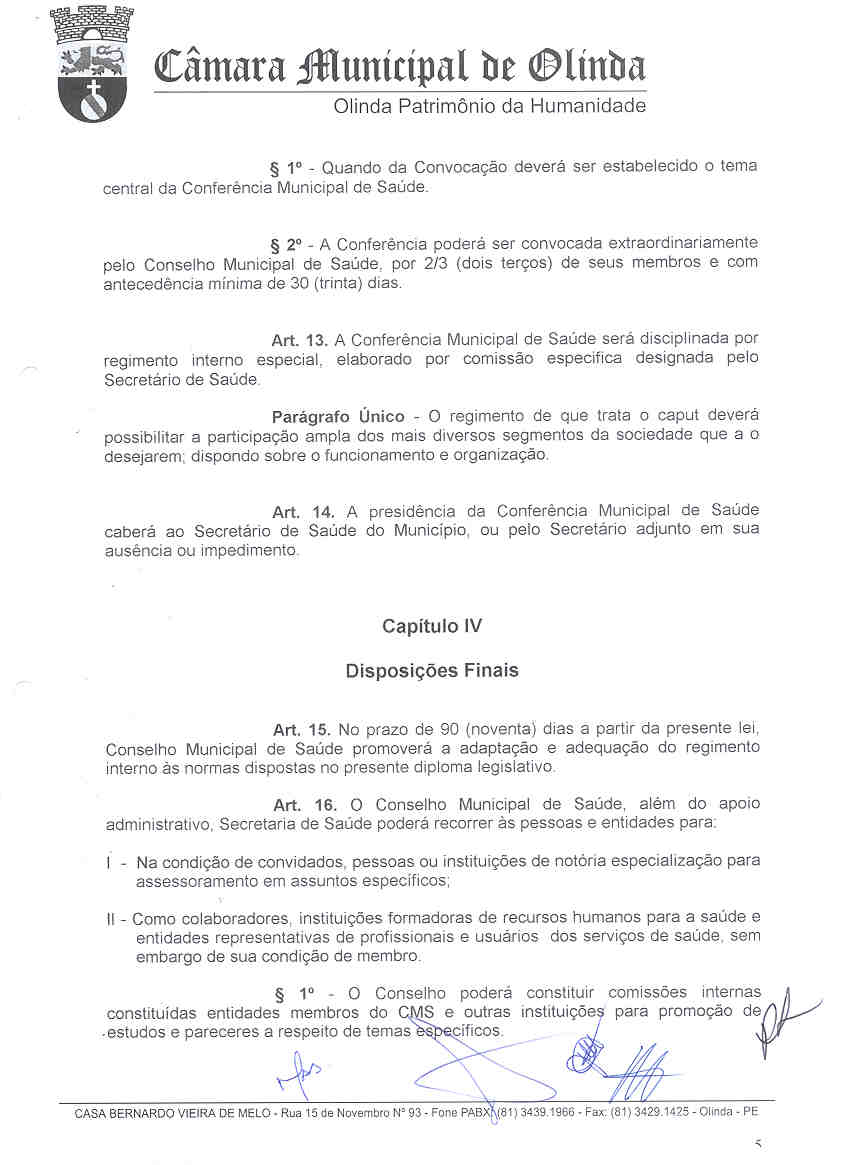 Câmara Municipal de Olinda
Olinda Patrimônio da Humanidade
§ 1º - Quando da Convocação deverá ser estabelecido o tema
central da Conferência Municipal de Saúde.
§ 2º - A Conferência poderá ser convocada extraordinariamente
pelo Conselho Municipal de Saúde, por 2/3 (dois terços) de seus membros e com
antecedência mínima de 30 (trinta) dias.
Art. 13. A Conferência Municipal de Saúde será disciplinada por
regimento interno especial, elaborado por comissão especifica designada pelo
Secretário de Saúde.
Parágrafo Único - O regimento de que trata o caput deverá
possibilitar a participação ampla dos mais diversos segmentos da sociedade que a o
desejarem; dispondo sobre o funcionamento e organização.
Art. 14. A presidência da Conferência Municipal de Saúde
caberá ao Secretário de Saúde do Município, ou pelo Secretário adjunto em sua
ausência ou impedimento.
Capítulo IV
Disposições Finais
Art. 15. No prazo de 90 (noventa) dias a partir da presente lei,
Conselho Municipal de Saúde promoverá a adaptação e adequação do regimento
interno às normas dispostas no presente diploma legislativo.
Art. 16. O Conselho Municipal de Saúde, além do apoio
administrativo, Secretaria de Saúde poderá recorrer às pessoas e entidades para:
I - Na condição de convidados, pessoas ou instituições de notória especialização para
assessoramento em assuntos específicos;
II - Como colaboradores, instituições formadoras de recursos humanos para a saúde e
entidades representativas de profissionais e usuários dos serviços de saúde, sem
embargo de sua condição de membro.
§ 1º - O Conselho poderá constituir comissões internas
constituídas entidades membros do CMS e outras instituições para promoção de
estudos e pareceres a respeito de temas específicos.
CASA BERNARDO VIEIRA DE MELO - Rua 15 de Novembro Nº 93 - Fone PABX: (81) 3439.1966 - Fax: (81) 3429.1425 - Olinda - PE
5